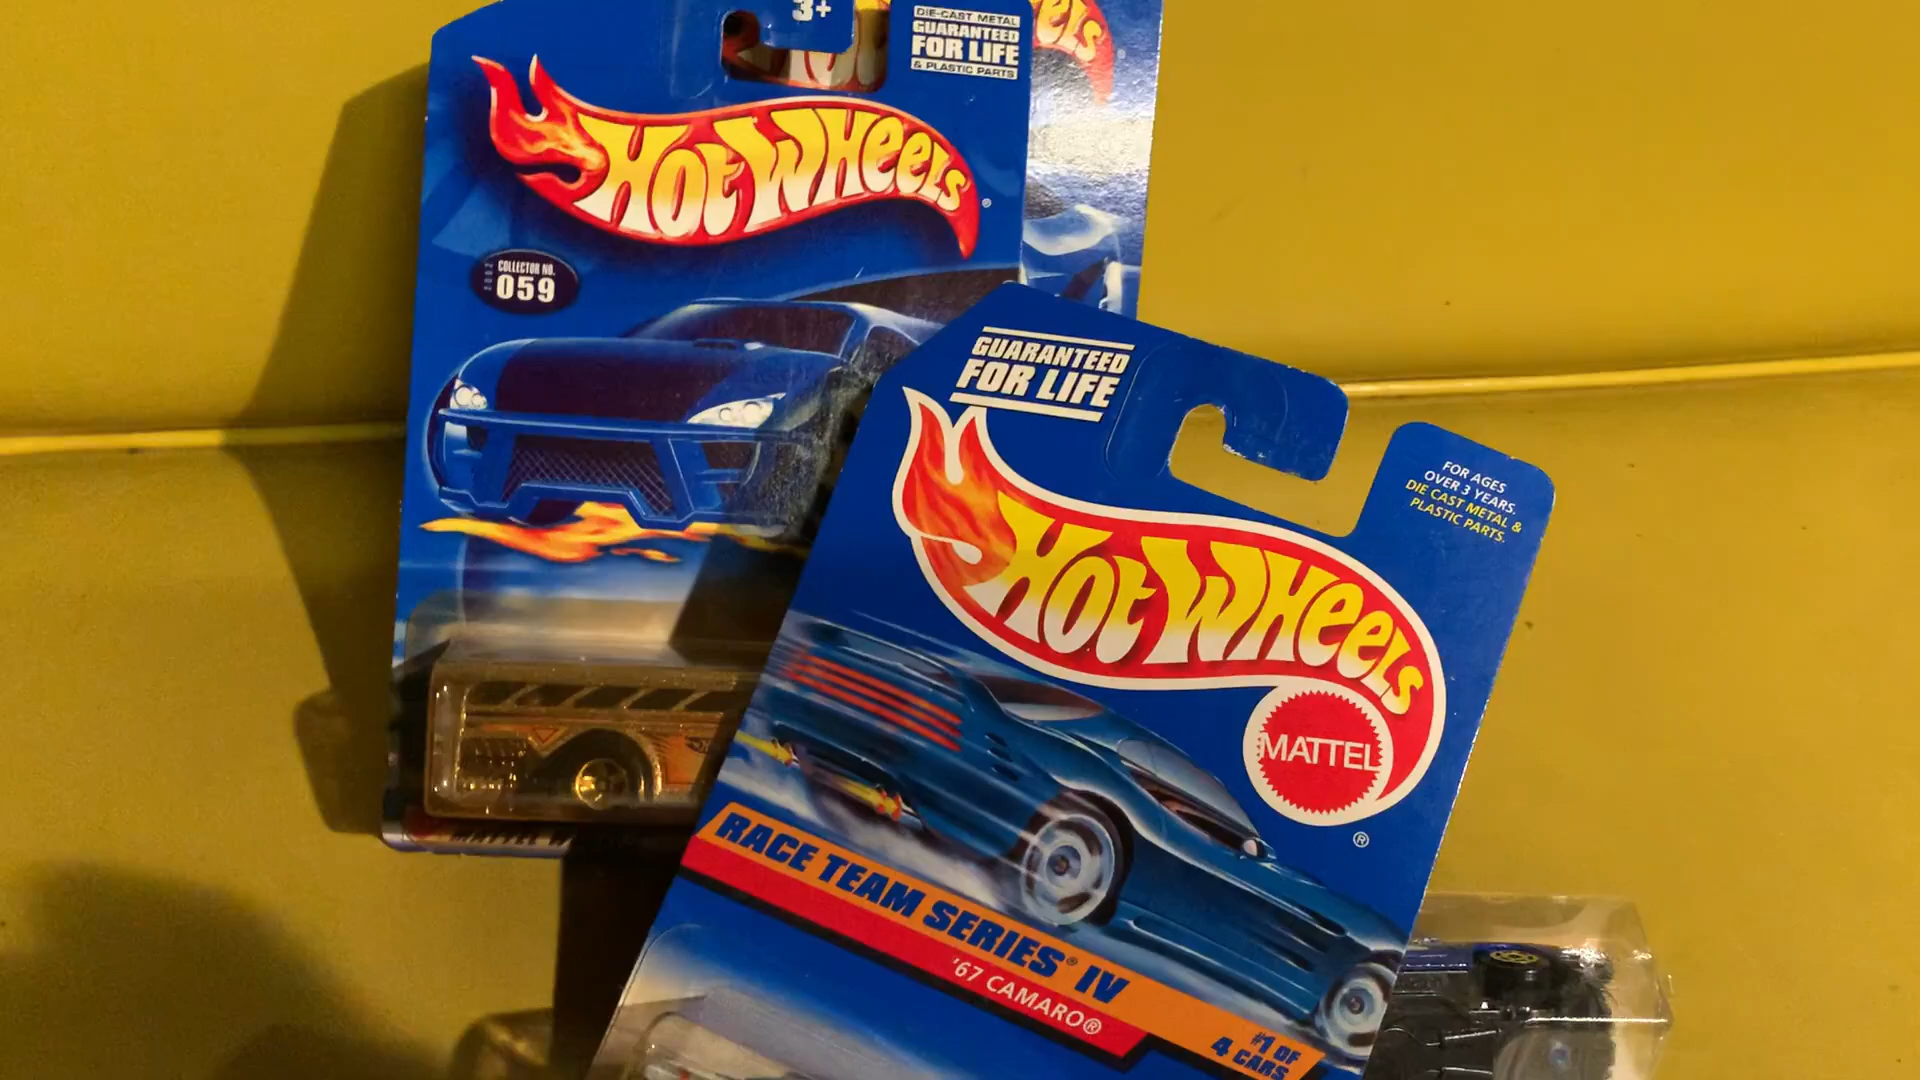 3+
DIE-CAST METAL
GUARANTEED
FOR LIFE
& PLASTIC PARTS
HOT WHEELS
2002
COLLECTOR NO.
059
GUARANTEED
FOR LIFE
FOR AGES
OVER 3 YEARS.
DIE CAST METAL &
PLASTIC PARTS.
HOT WHEELS
MATTEL
®
RACE TEAM SERIES® IV
'67 CAMARO®
#1 OF
4 CARS
MATTEL